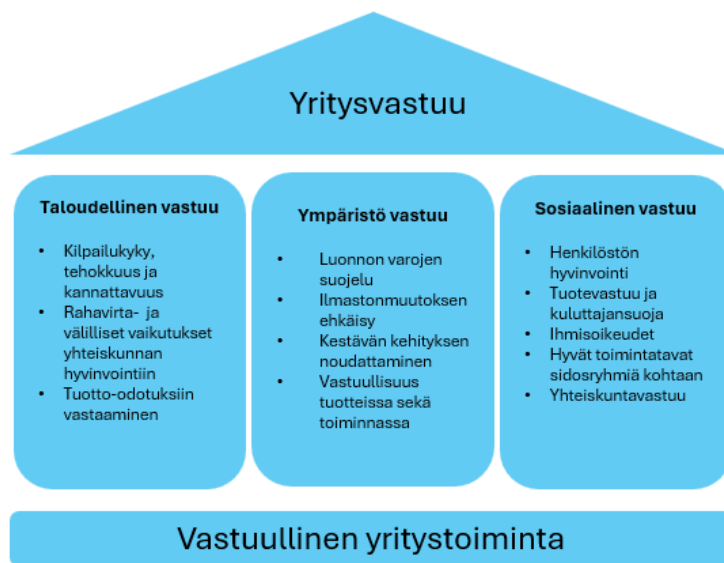 Yritysvastuu
Taloudellinen vastuu
• Kilpailukyky,
tehokkuus ja
kannattavuus
• Rahavirta- ja
välilliset vaikutukset
yhteiskunnan
hyvinvointiin
• Tuotto-odotuksiin
vastaaminen
Ympäristö vastuu
• Luonnon varojen
suojelu
• Ilmastonmuutoksen
ehkäisy
• Kestävän kehityksen
noudattaminen
• Vastuullisuus
tuotteissa sekä
toiminnassa
Sosiaalinen vastuu
• Henkilöstön
hyvinvointi
• Tuotevastuu ja
kuluttajansuoja
• Ihmisoikeudet
• Hyvät toimintatavat
sidosryhmiä kohtaan
• Yhteiskuntavastuu
Vastuullinen yritystoiminta